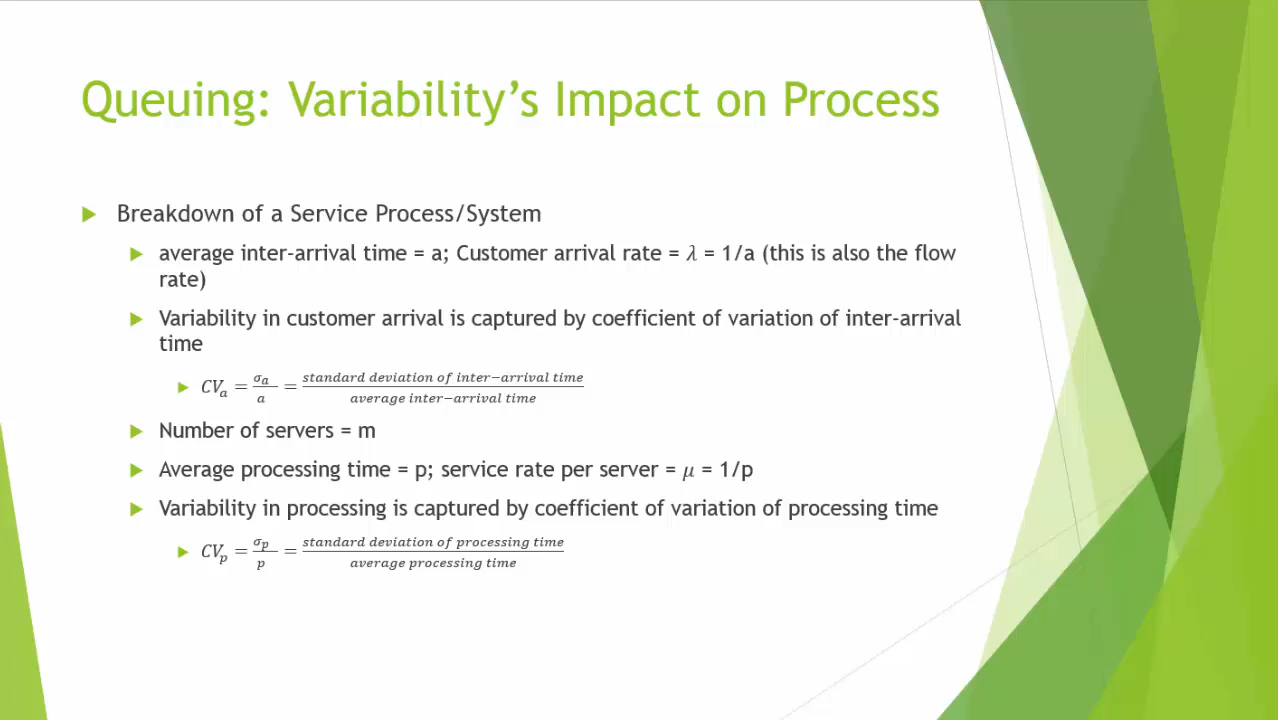 Queuing: Variability’s Impact on Process
Breakdown of a Service Process/System
average inter-arrival time = a; Customer arrival rate = 𝜆 = 1/a (this is also the flow
rate)
Variability in customer arrival is captured by coefficient of variation of inter-arrival
time
CVₐ = σₐ/a = standard deviation of inter−arrival time/average inter−arrival time
Number of servers = m
Average processing time = p; service rate per server = 𝜇 = 1/p
Variability in processing is captured by coefficient of variation of processing time
CVₚ = σₚ/p = standard deviation of processing time/average processing time